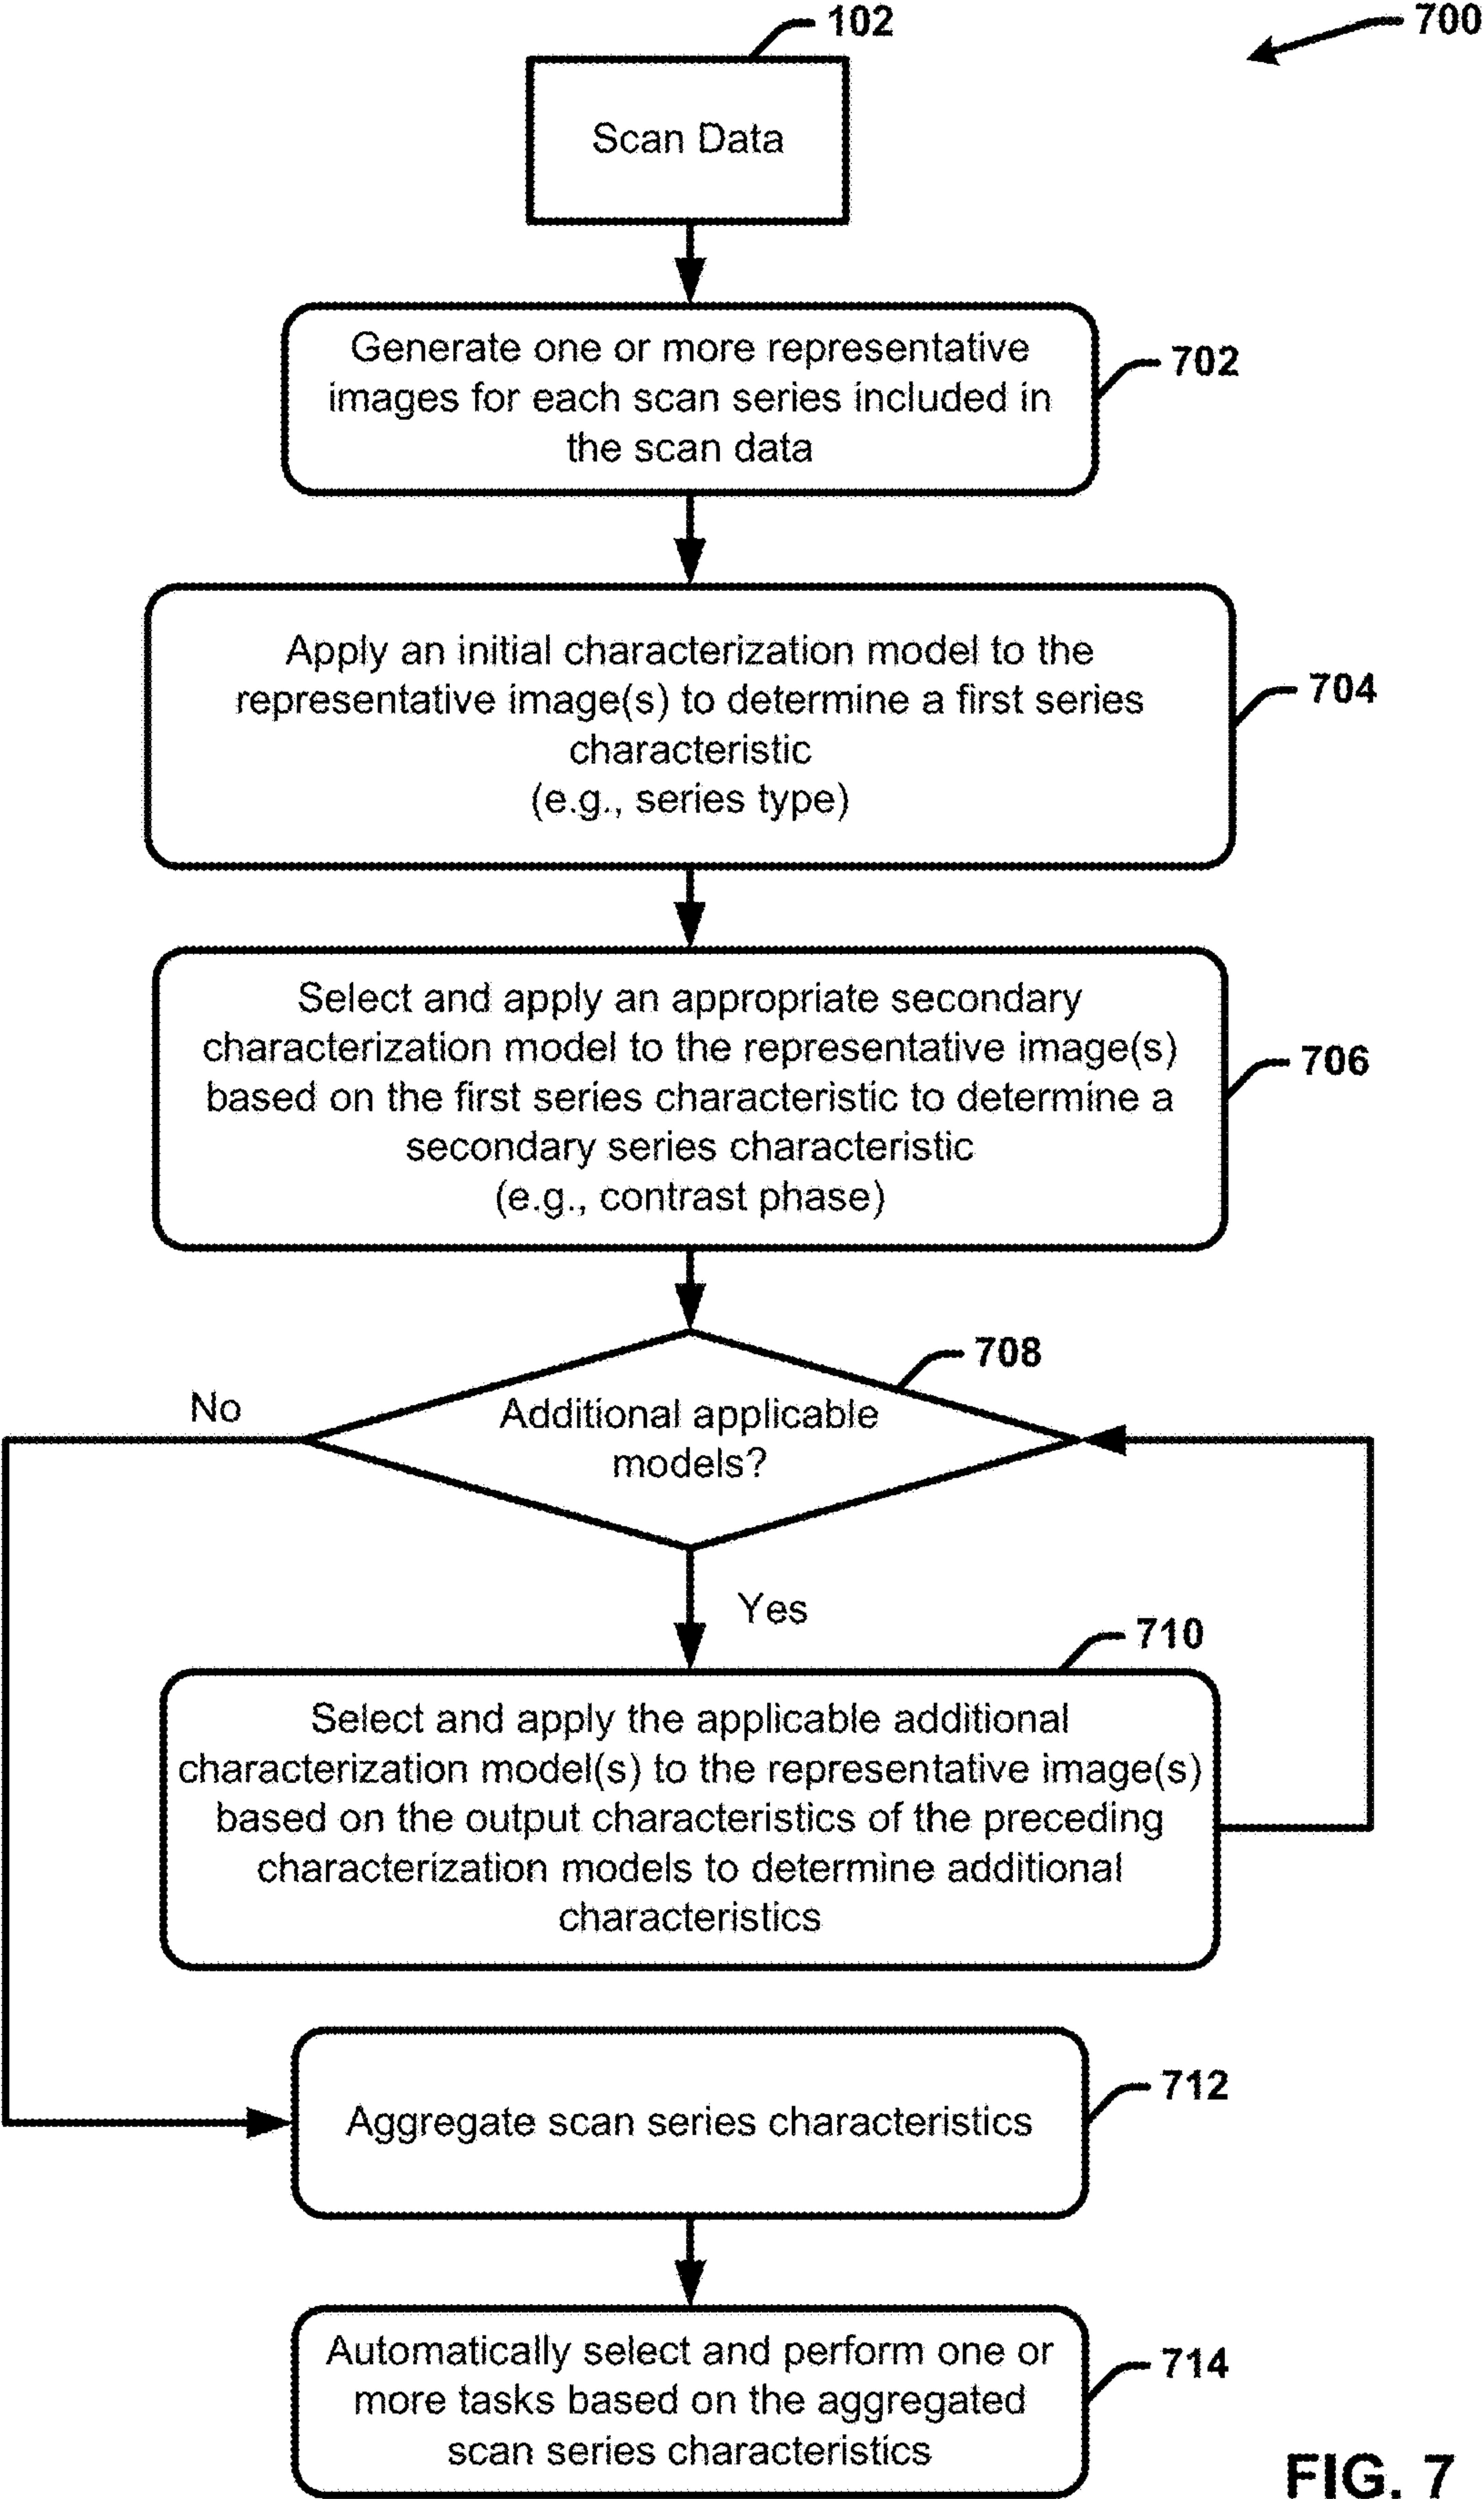 102
700
Scan Data
Generate one or more representative
images for each scan series included in
the scan data
702
Apply an initial characterization model to the
representative image(s) to determine a first series
characteristic
(e.g., series type)
704
Select and apply an appropriate secondary
characterization model to the representative image(s)
based on the first series characteristic to determine a
secondary series characteristic
(e.g., contrast phase)
706
708
No
Additional applicable
models?
Yes
710
Select and apply the applicable additional
characterization model(s) to the representative image(s)
based on the output characteristics of the preceding
characterization models to determine additional
characteristics
Aggregate scan series characteristics
712
Automatically select and perform one or
more tasks based on the aggregated
scan series characteristics
714
FIG. 7